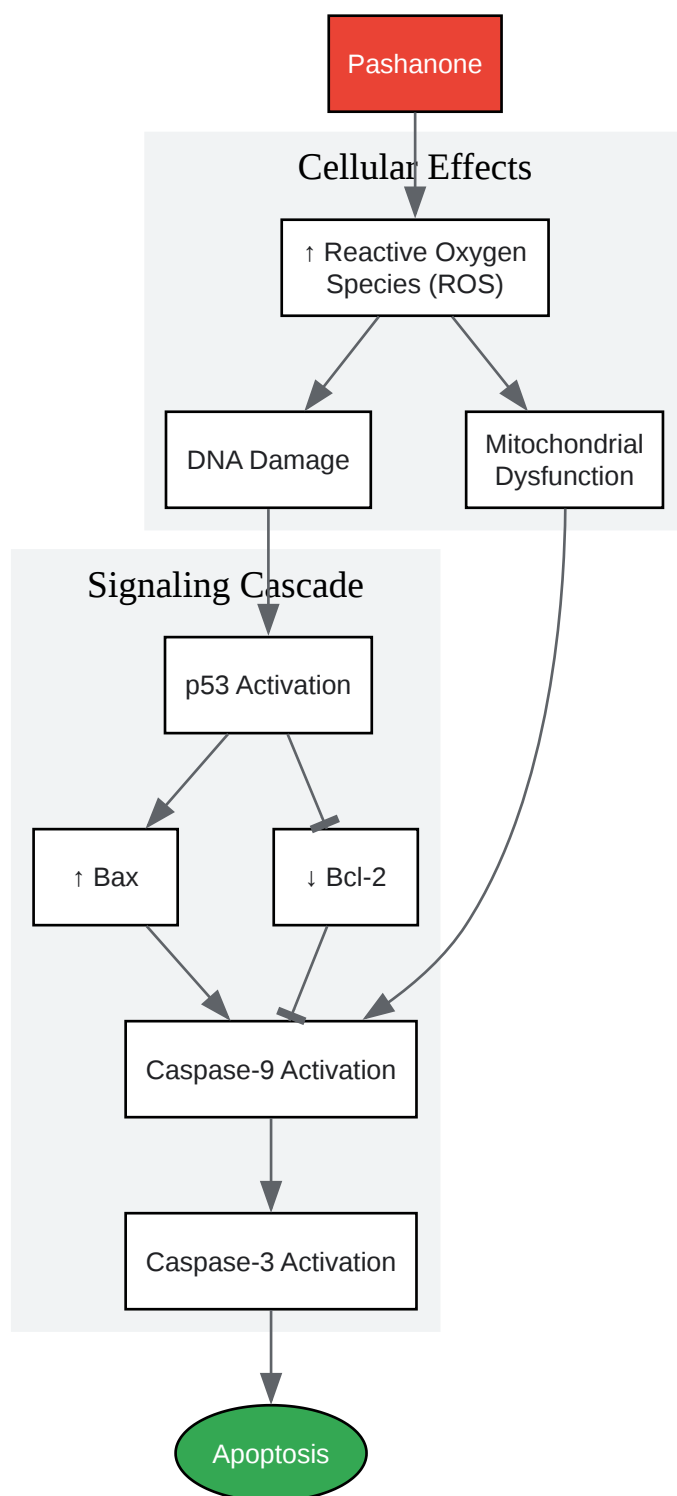 Pashanone
Cellular Effects
↑ Reactive Oxygen
Species (ROS)
DNA Damage
Mitochondrial
Dysfunction
Signaling Cascade
p53 Activation
↑ Bax
↓ Bcl-2
Caspase-9 Activation
Caspase-3 Activation
Apoptosis